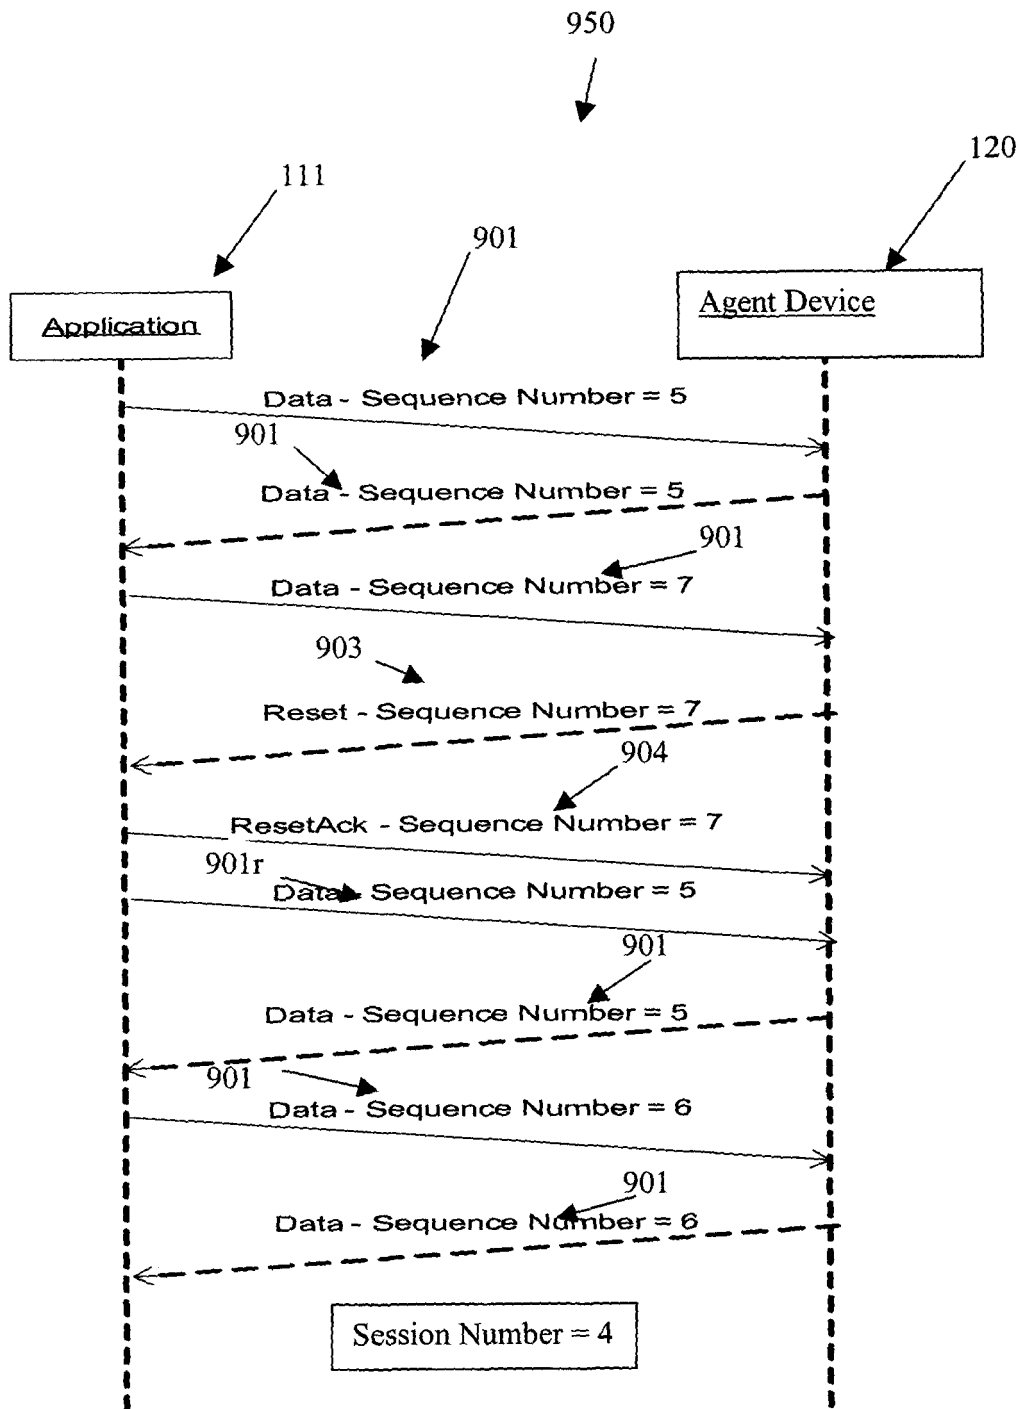 950
120
111
901
Agent Device
Application
Data - Sequence Number = 5
901
Data - Sequence Number = 5
901
Data - Sequence Number = 7
903
Reset - Sequence Number = 7
904
ResetAck - Sequence Number = 7
901r
Data - Sequence Number = 5
901
Data - Sequence Number = 5
901
Data - Sequence Number = 6
901
Data - Sequence Number = 6
Session Number = 4